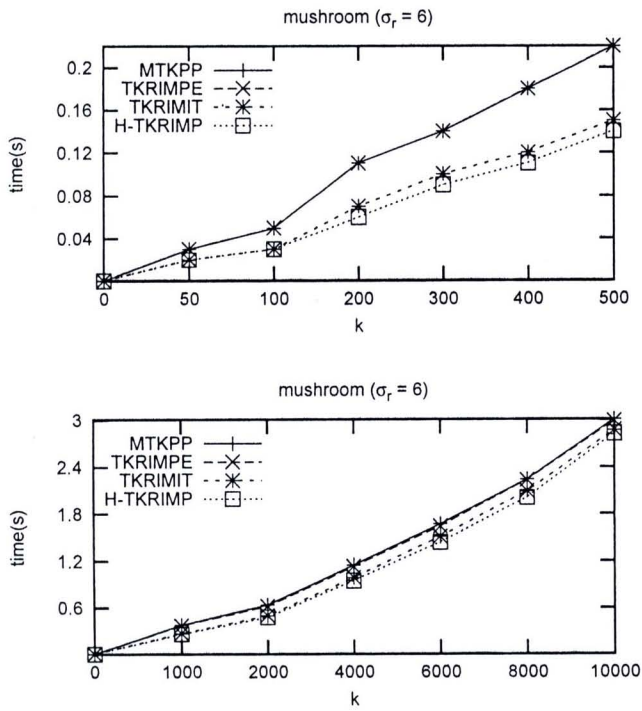 mushroom (σr = 6)
0.2
0.16
0.12
0.08
0.04
time(s)
MTKPP
TKRIMPE
TKRIMIT
H-TKRIMP
0 50 100 200 300 400 500
k
mushroom (σr = 6)
3
2.4
1.8
1.2
0.6
time(s)
MTKPP
TKRIMPE
TKRIMIT
H-TKRIMP
0 1000 2000 4000 6000 8000 10000
k